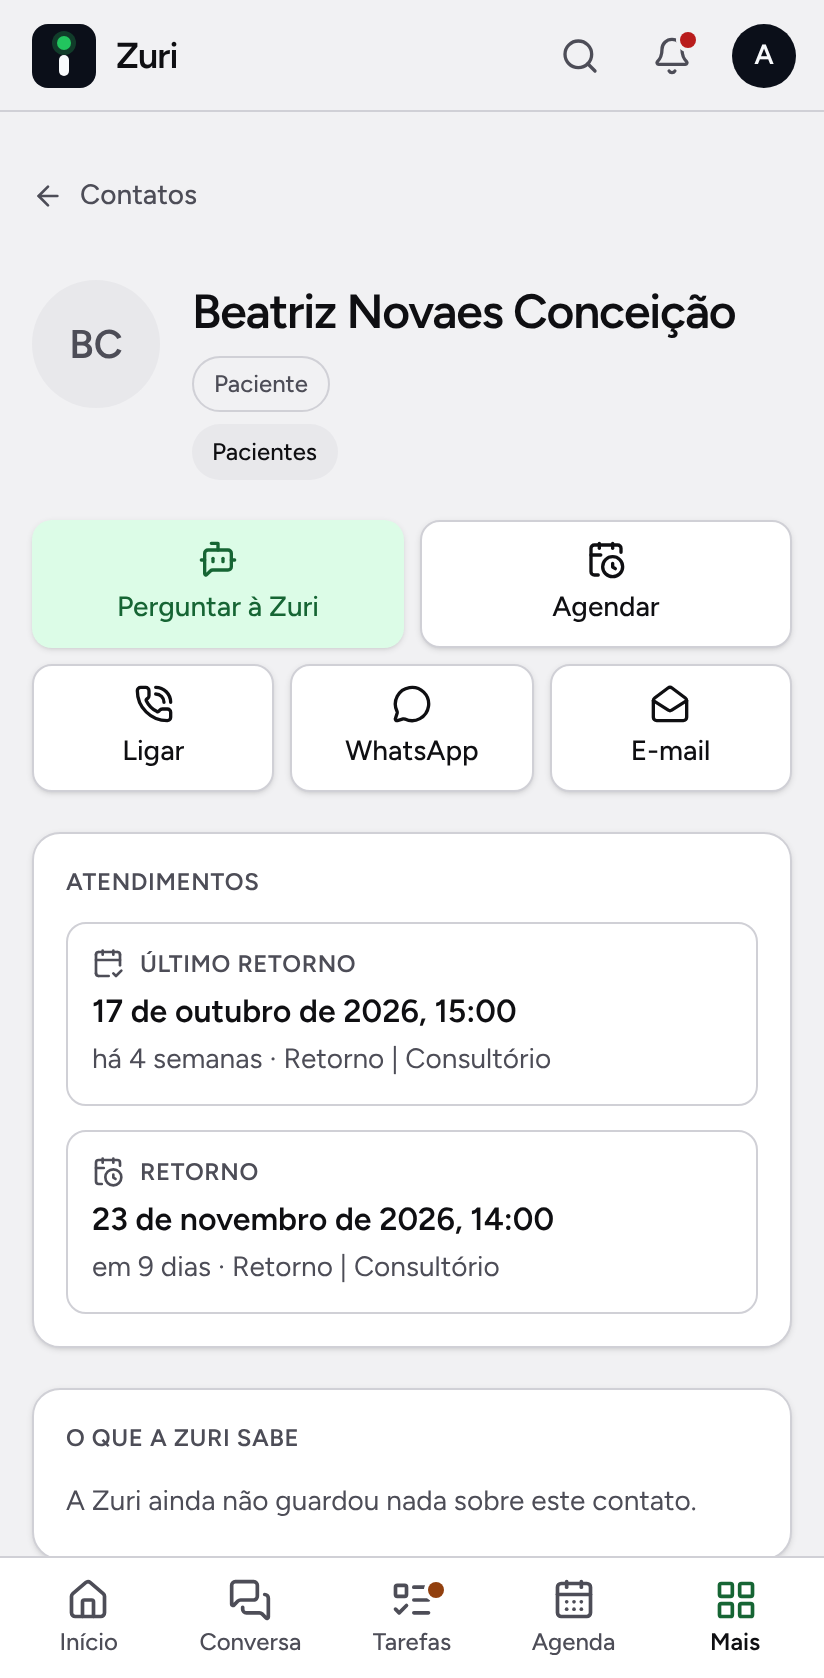 Zuri
A
Contatos
BC
Beatriz Novaes Conceição
Paciente
Pacientes
Perguntar à Zuri
Agendar
Ligar
WhatsApp
E-mail
ATENDIMENTOS
ÚLTIMO RETORNO
17 de outubro de 2026, 15:00
há 4 semanas · Retorno | Consultório
RETORNO
23 de novembro de 2026, 14:00
em 9 dias · Retorno | Consultório
O QUE A ZURI SABE
A Zuri ainda não guardou nada sobre este contato.
Início
Conversa
Tarefas
Agenda
Mais